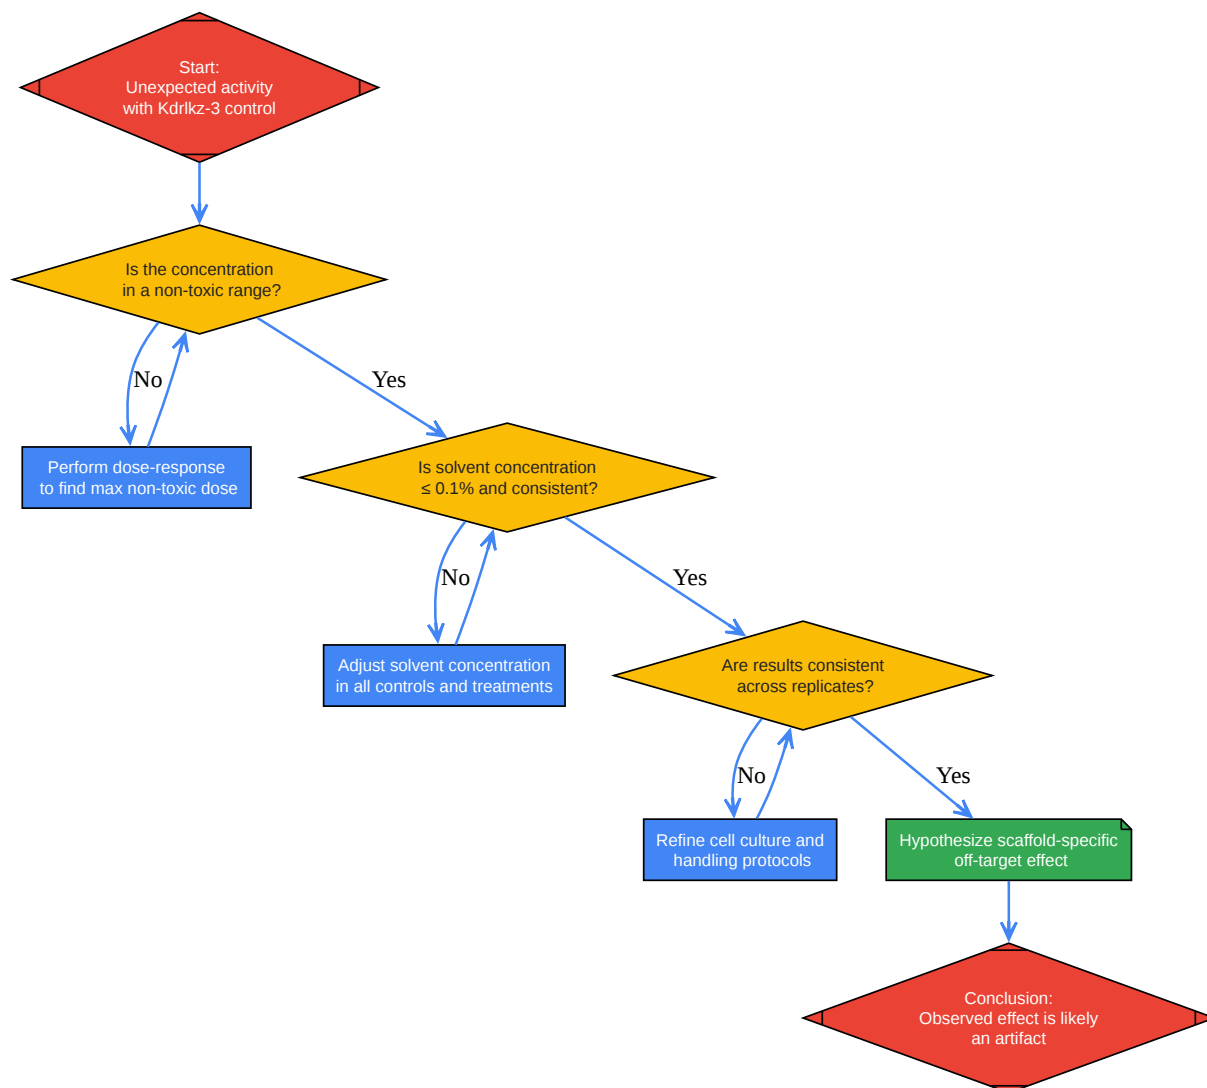 Start:
Unexpected activity
with Kdrlkz-3 control
Is the concentration
in a non-toxic range?
No
Yes
Perform dose-response
to find max non-toxic dose
Is solvent concentration
≤ 0.1% and consistent?
No
Yes
Adjust solvent concentration
in all controls and treatments
Are results consistent
across replicates?
No
Yes
Refine cell culture and
handling protocols
Hypothesize scaffold-specific
off-target effect
Conclusion:
Observed effect is likely
an artifact